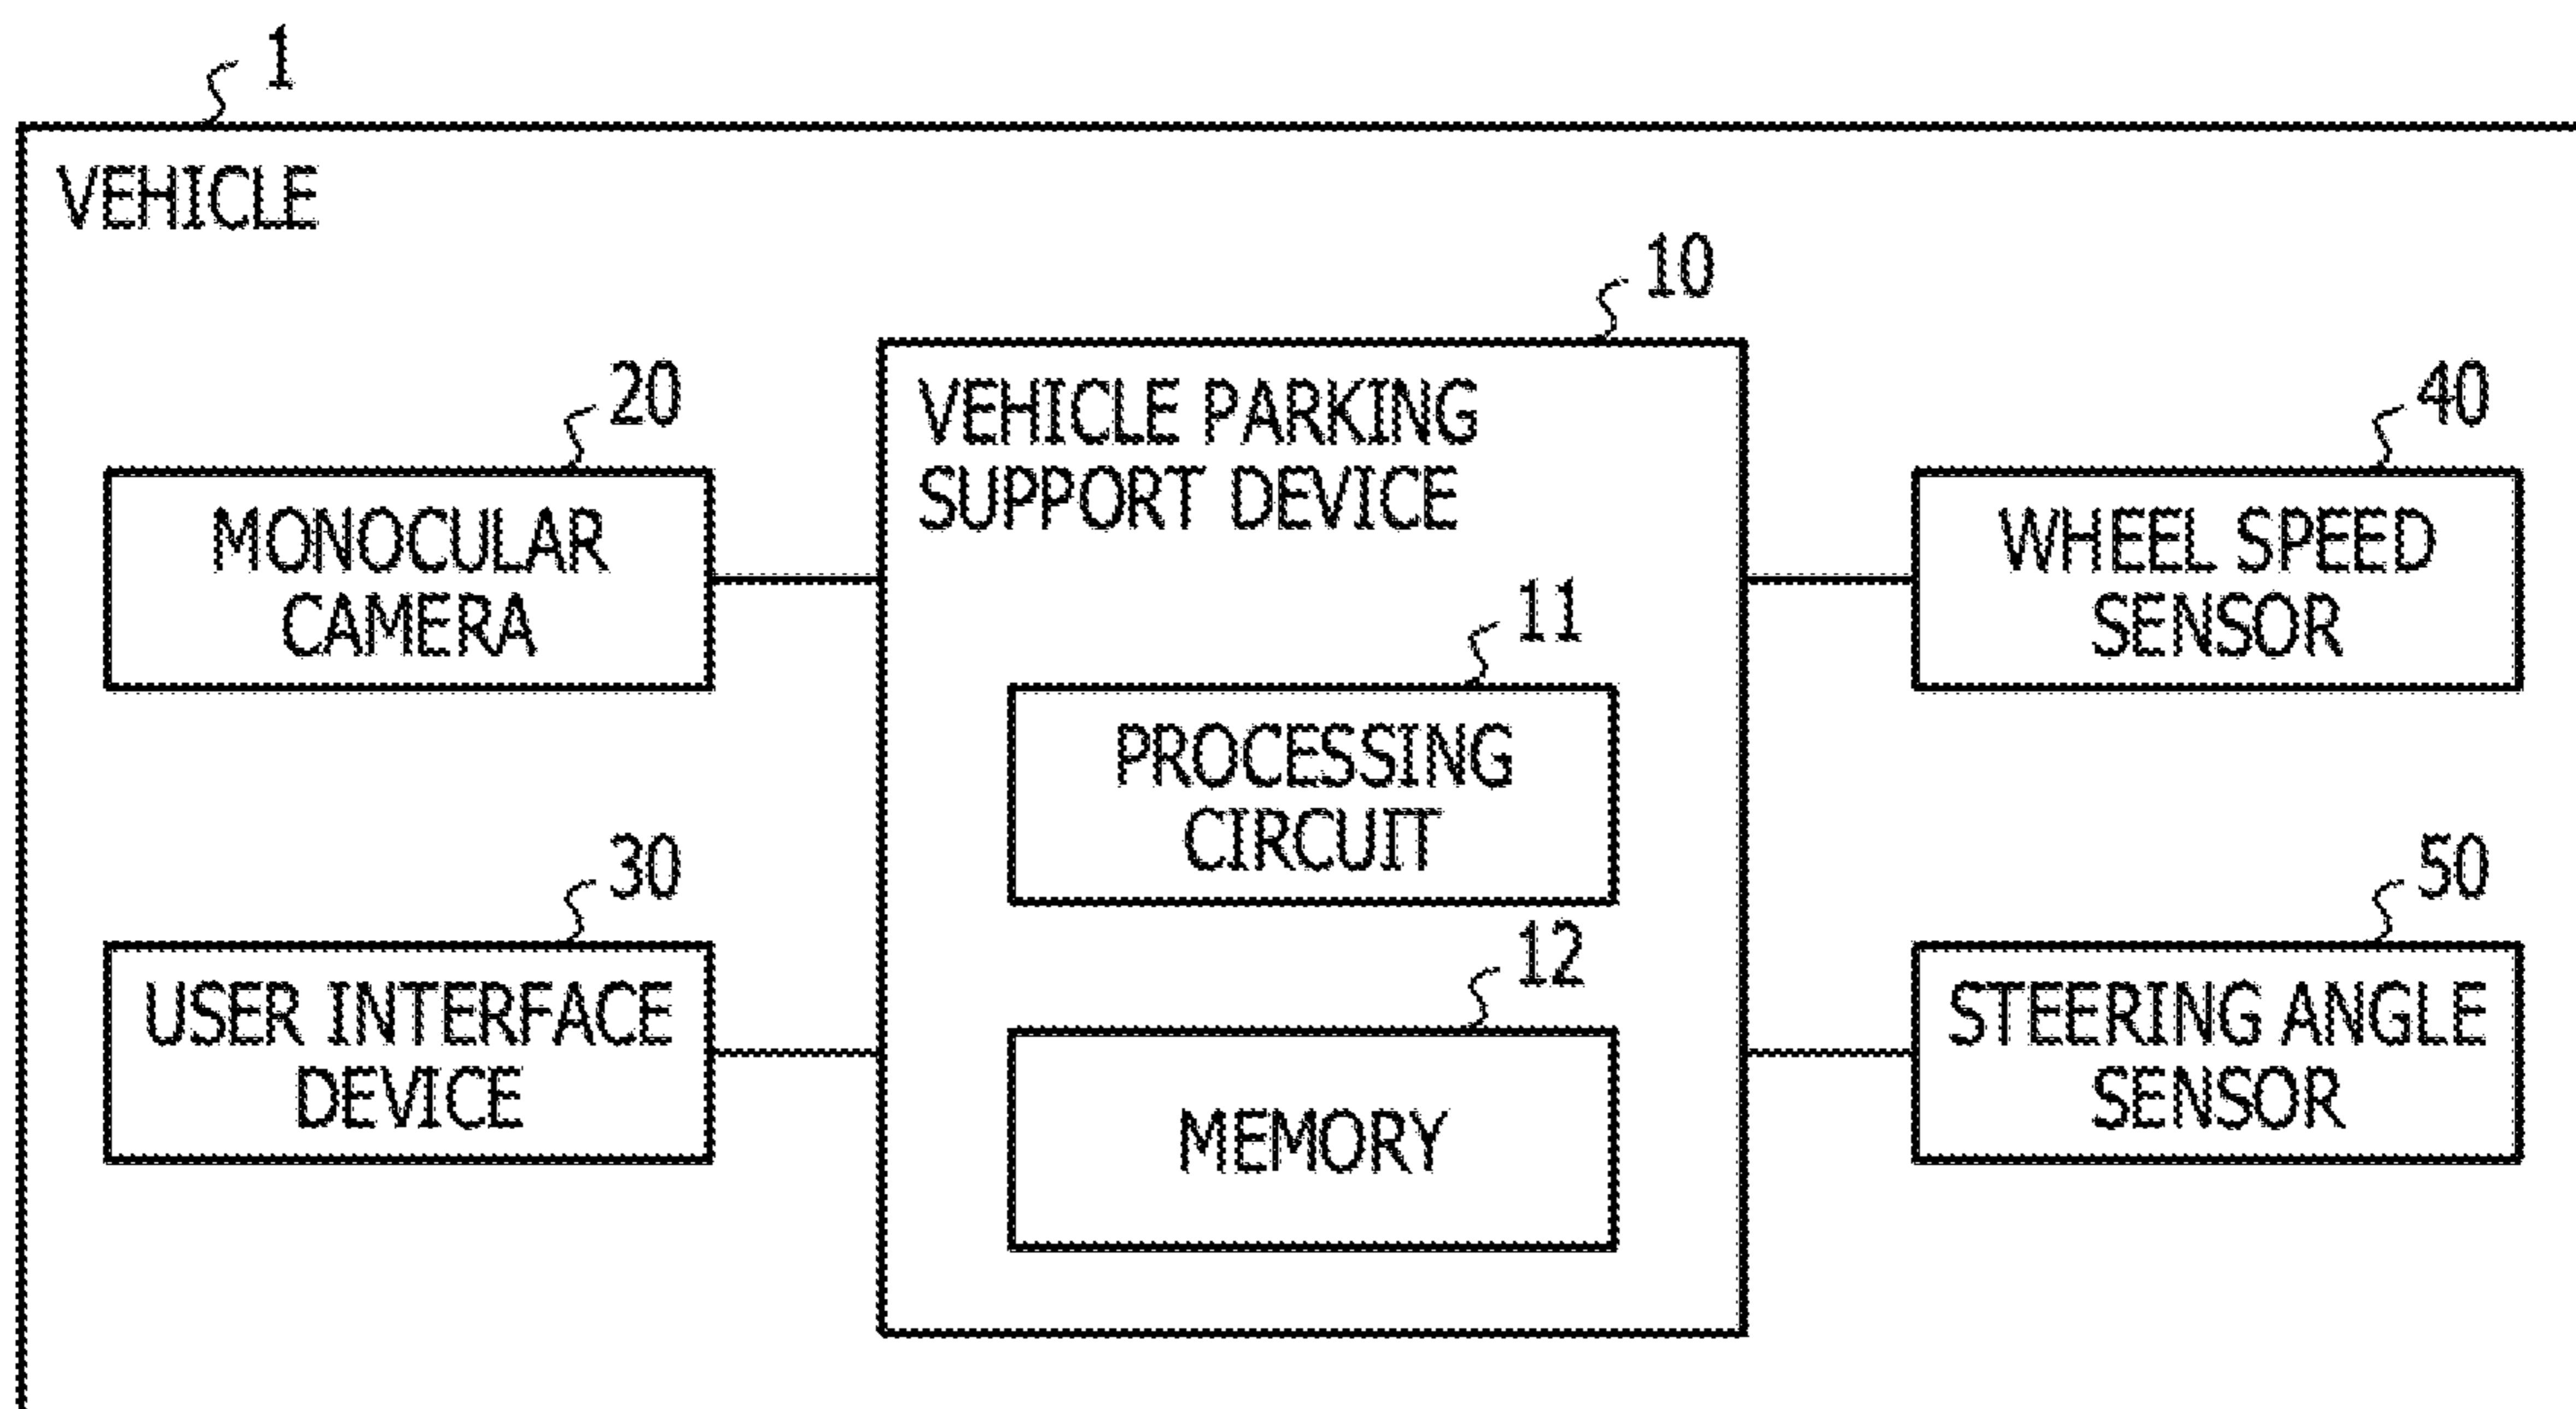 1
VEHICLE
10
20
VEHICLE PARKING
SUPPORT DEVICE
40
MONOCULAR
CAMERA
WHEEL SPEED
SENSOR
11
PROCESSING
CIRCUIT
30
50
12
USER INTERFACE
DEVICE
STEERING ANGLE
SENSOR
MEMORY